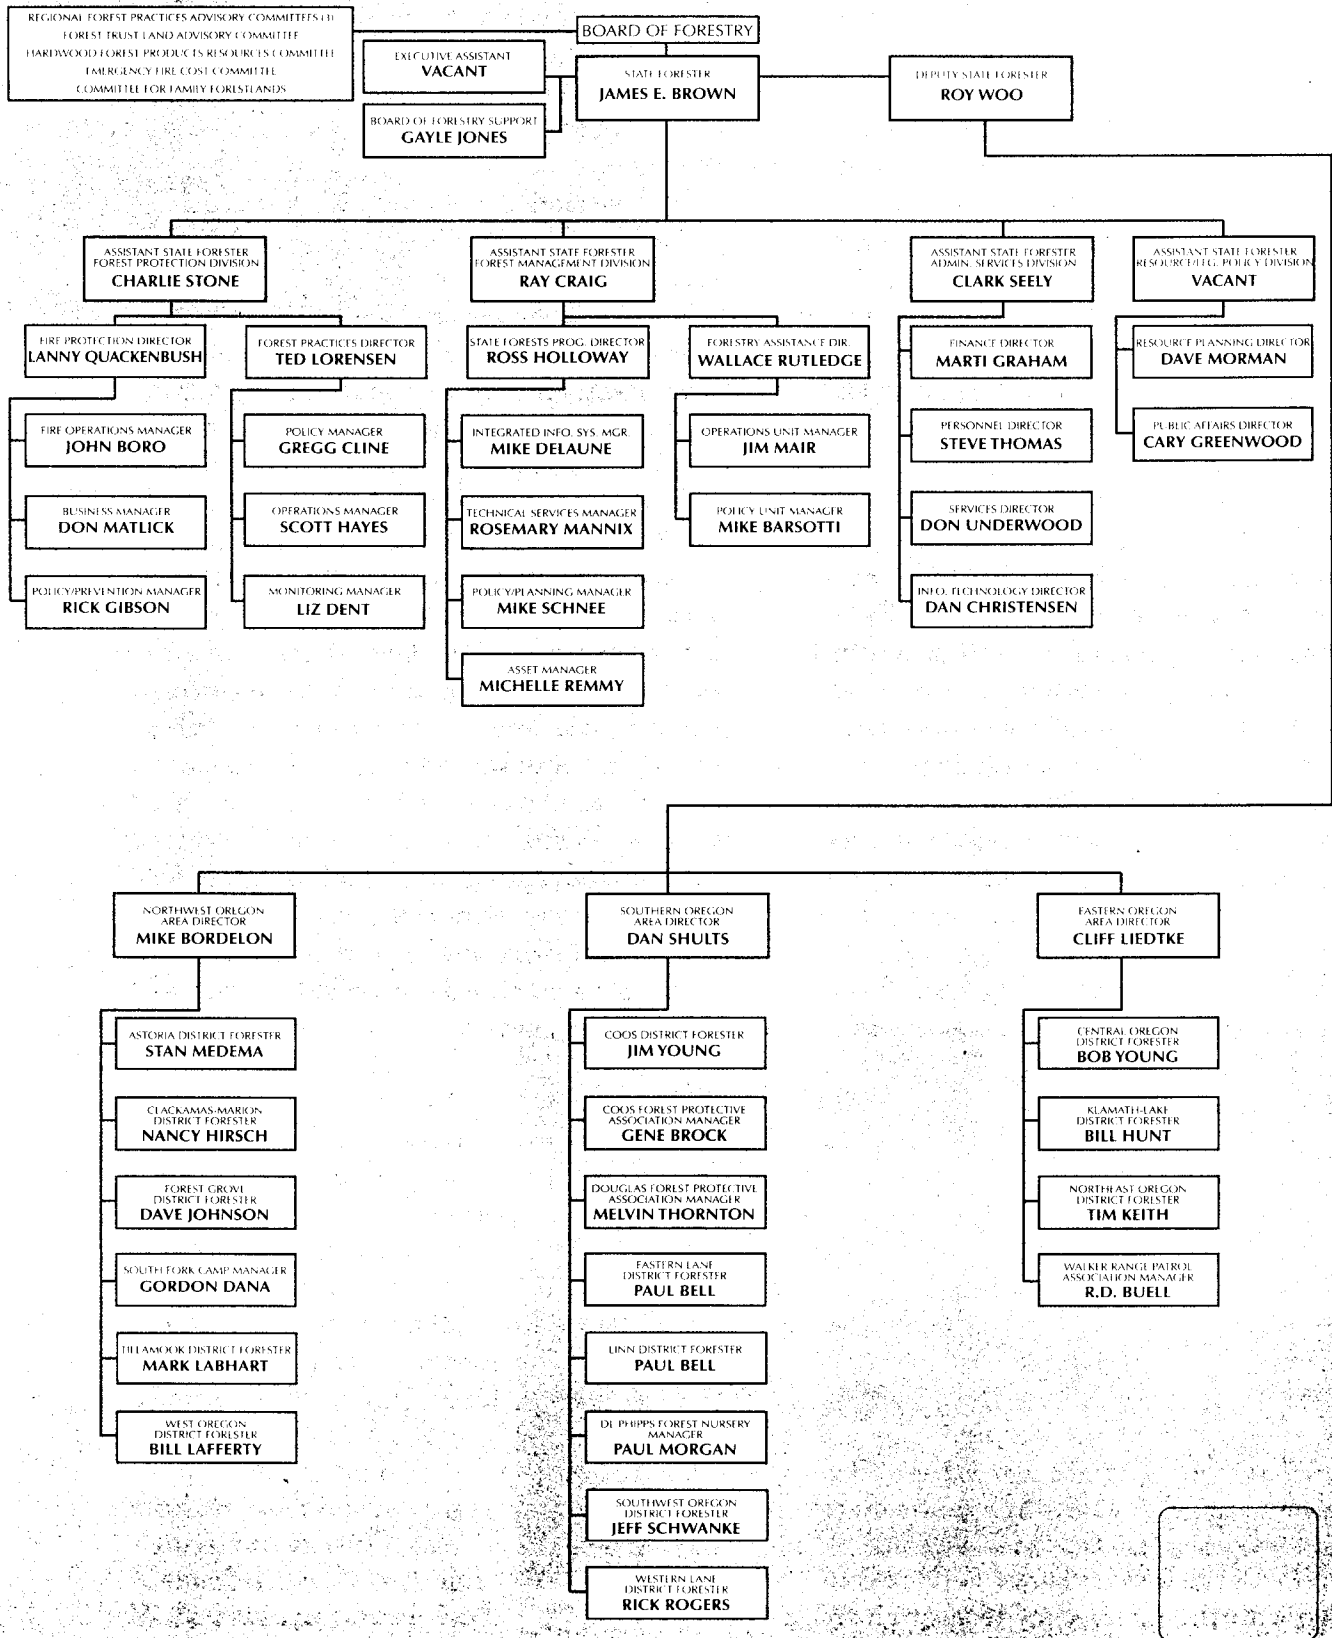 REGIONAL FOREST PRACTICES ADVISORY COMMITTEES (3)
FOREST TRUST LAND ADVISORY COMMITTEE
HARDWOOD FOREST PRODUCTS RESOURCES COMMITTEE
EMERGENCY FIRE COST COMMITTEE
COMMITTEE FOR FAMILY FORESTLANDS
BOARD OF FORESTRY
EXECUTIVE ASSISTANT
VACANT
STATE FORESTER
JAMES E. BROWN
DEPUTY STATE FORESTER
ROY WOO
BOARD OF FORESTRY SUPPORT
GAYLE JONES
ASSISTANT STATE FORESTER
FOREST PROTECTION DIVISION
CHARLIE STONE
ASSISTANT STATE FORESTER
FOREST MANAGEMENT DIVISION
RAY CRAIG
ASSISTANT STATE FORESTER
ADMIN. SERVICES DIVISION
CLARK SEELY
ASSISTANT STATE FORESTER
RESOURCE/LEG. POLICY DIVISION
VACANT
FIRE PROTECTION DIRECTOR
LANNY QUACKENBUSH
FOREST PRACTICES DIRECTOR
TED LORENSEN
STATE FORESTS PROG. DIRECTOR
ROSS HOLLOWAY
FORESTRY ASSISTANCE DIR.
WALLACE RUTLEDGE
FINANCE DIRECTOR
MARTI GRAHAM
RESOURCE PLANNING DIRECTOR
DAVE MORMAN
FIRE OPERATIONS MANAGER
JOHN BORO
POLICY MANAGER
GREGG CLINE
INTEGRATED INFO. SYS. MGR.
MIKE DELAUNE
OPERATIONS UNIT MANAGER
JIM MAIR
PERSONNEL DIRECTOR
STEVE THOMAS
PUBLIC AFFAIRS DIRECTOR
CARY GREENWOOD
BUSINESS MANAGER
DON MATLICK
OPERATIONS MANAGER
SCOTT HAYES
TECHNICAL SERVICES MANAGER
ROSEMARY MANNIX
POLICY UNIT MANAGER
MIKE BARSOTTI
SERVICES DIRECTOR
DON UNDERWOOD
POLICY/PREVENTION MANAGER
RICK GIBSON
MONITORING MANAGER
LIZ DENT
POLICY/PLANNING MANAGER
MIKE SCHNEE
INFO. TECHNOLOGY DIRECTOR
DAN CHRISTENSEN
ASSET MANAGER
MICHELLE REMMY
NORTHWEST OREGON
AREA DIRECTOR
MIKE BORDELON
SOUTHERN OREGON
AREA DIRECTOR
DAN SHULTS
EASTERN OREGON
AREA DIRECTOR
CLIFF LIEDTKE
ASTORIA DISTRICT FORESTER
STAN MEDEMA
COOS DISTRICT FORESTER
JIM YOUNG
CENTRAL OREGON
DISTRICT FORESTER
BOB YOUNG
CLACKAMAS-MARION
DISTRICT FORESTER
NANCY HIRSCH
COOS FOREST PROTECTIVE
ASSOCIATION MANAGER
GENE BROCK
KLAMATH-LAKE
DISTRICT FORESTER
BILL HUNT
FOREST GROVE
DISTRICT FORESTER
DAVE JOHNSON
DOUGLAS FOREST PROTECTIVE
ASSOCIATION MANAGER
MELVIN THORNTON
NORTHEAST OREGON
DISTRICT FORESTER
TIM KEITH
SOUTH FORK CAMP MANAGER
GORDON DANA
EASTERN LANE
DISTRICT FORESTER
PAUL BELL
WALKER RANGE PATROL
ASSOCIATION MANAGER
R.D. BUELL
TILLAMOOK DISTRICT FORESTER
MARK LABHART
LINN DISTRICT FORESTER
PAUL BELL
WEST OREGON
DISTRICT FORESTER
BILL LAFFERTY
DL PHIPPS FOREST NURSERY
MANAGER
PAUL MORGAN
SOUTHWEST OREGON
DISTRICT FORESTER
JEFF SCHWANKE
WESTERN LANE
DISTRICT FORESTER
RICK ROGERS